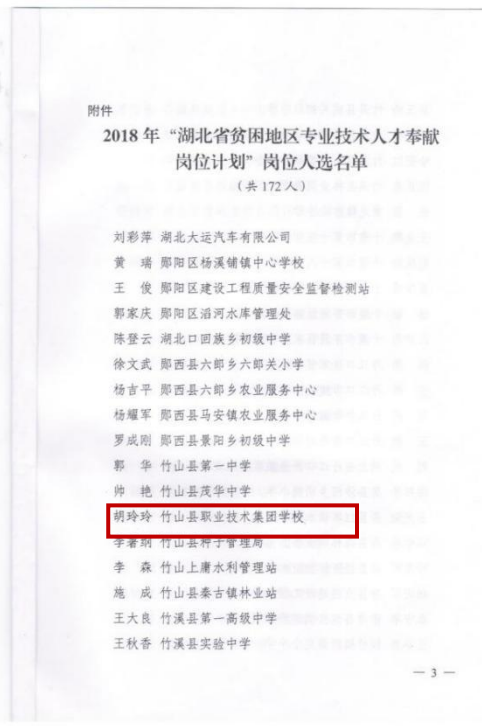 附件
2018 年 “湖北省贫困地区专业技术人才奉献
岗位计划” 岗位人选名单
(共 172 人)
刘彩萍 湖北大运汽车有限公司
黄 瑞 郧阳区杨溪铺镇中心学校
王 俊 郧阳区建设工程质量安全监督检测站
郭家庆 郧阳区滔河水库管理处
陈登云 湖北口回族乡初级中学
徐文武 郧西县六郎乡六郎关小学
杨吉平 郧西县六郎乡农业服务中心
杨耀军 郧西县马安镇农业服务中心
罗成刚 郧西县景阳乡初级中学
郭 华 竹山县第一中学
帅 艳 竹山县茂华中学
胡玲玲 竹山县职业技术集团学校
李著纲 竹山县种子管理局
李 森 竹山上庸水利管理站
施 成 竹山县秦古镇林业站
王大良 竹溪县第一高级中学
王秋香 竹溪县实验中学
— 3 —